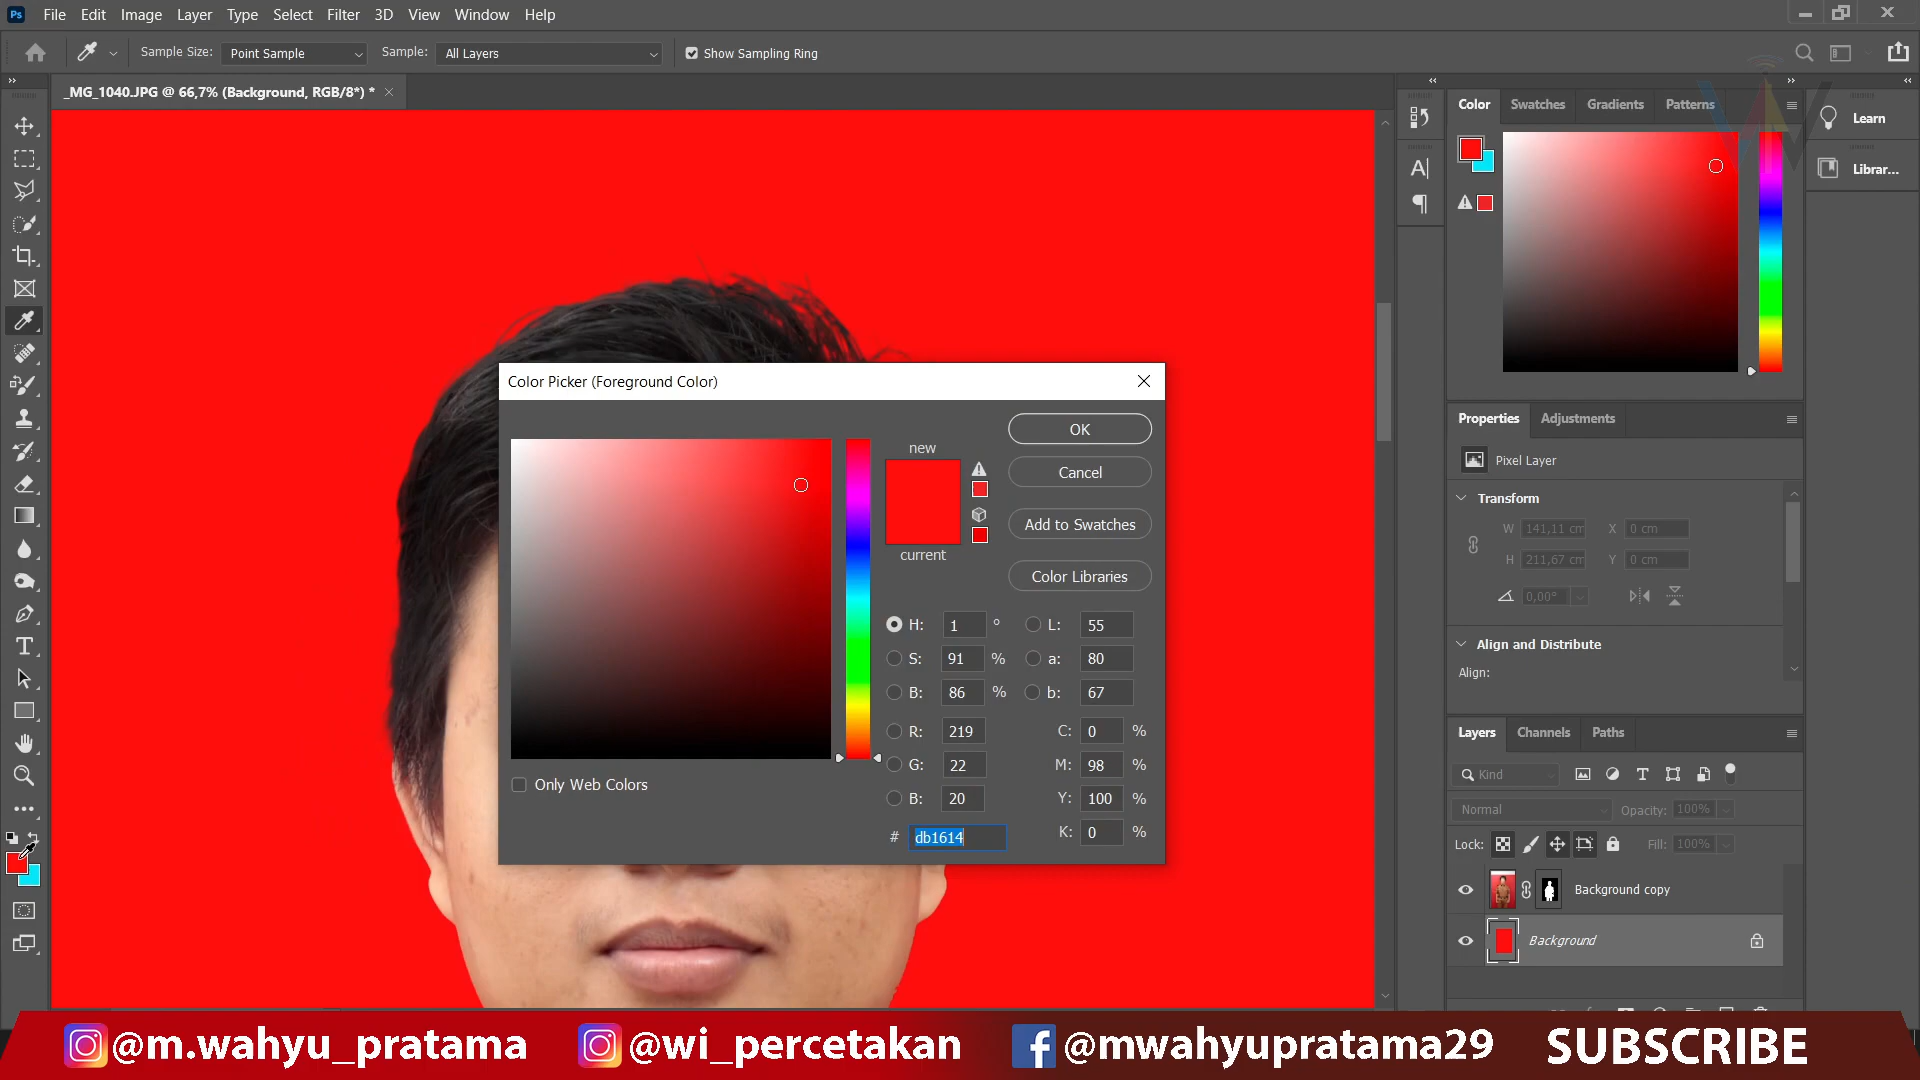 Ps File Edit Image Layer Type Select Filter 3D View Window Help
Sample Size: Point Sample Sample: All Layers Show Sampling Ring
_MG_1040.JPG @ 66,7% (Background, RGB/8*) *
Color Swatches Gradients Patterns
Learn
Librar...
Color Picker (Foreground Color)
new
current
OK
Cancel
Add to Swatches
Color Libraries
H: 1 ° L: 55
S: 91 % a: 80
B: 86 % b: 67
R: 219 C: 0 %
G: 22 M: 98 %
B: 20 Y: 100 %
# db1614 K: 0 %
Only Web Colors
Properties Adjustments
Pixel Layer
Transform
W 141,11 cm X 0 cm
H 211,67 cm Y 0 cm
0,00°
Align and Distribute
Align:
Layers Channels Paths
Kind
Normal Opacity: 100%
Lock: Fill: 100%
Background copy
Background
@m.wahyu_pratama @wi_percetakan @mwahyupratama29 SUBSCRIBE